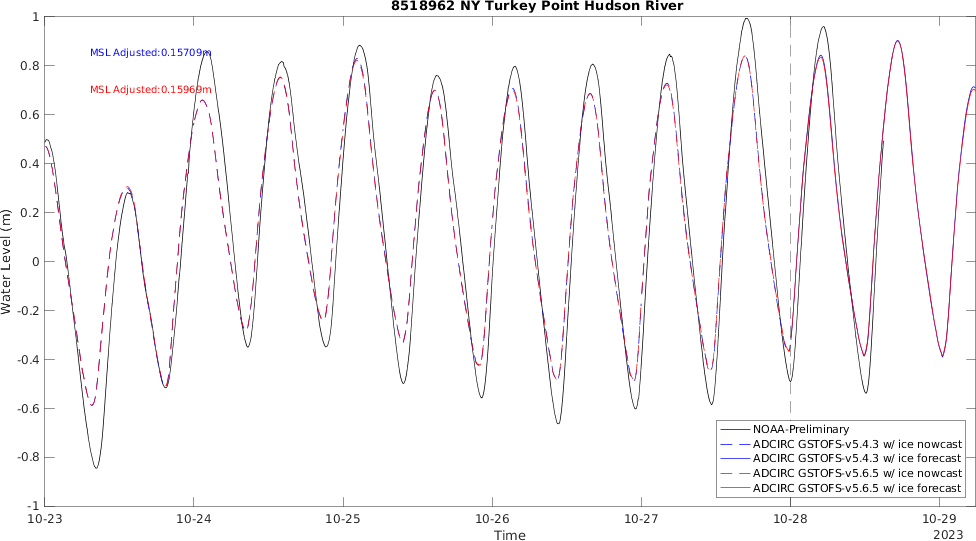 8518962 NY Turkey Point Hudson River
MSL Adjusted:0.15709m
MSL Adjusted:0.15969m
1
0.8
0.6
0.4
0.2
0
-0.2
-0.4
-0.6
-0.8
-1
Water Level (m)
NOAA-Preliminary
ADCIRC GSTOFS-v5.4.3 w/ ice nowcast
ADCIRC GSTOFS-v5.4.3 w/ ice forecast
ADCIRC GSTOFS-v5.6.5 w/ ice nowcast
ADCIRC GSTOFS-v5.6.5 w/ ice forecast
10-23 10-24 10-25 10-26 10-27 10-28 10-29
Time 2023